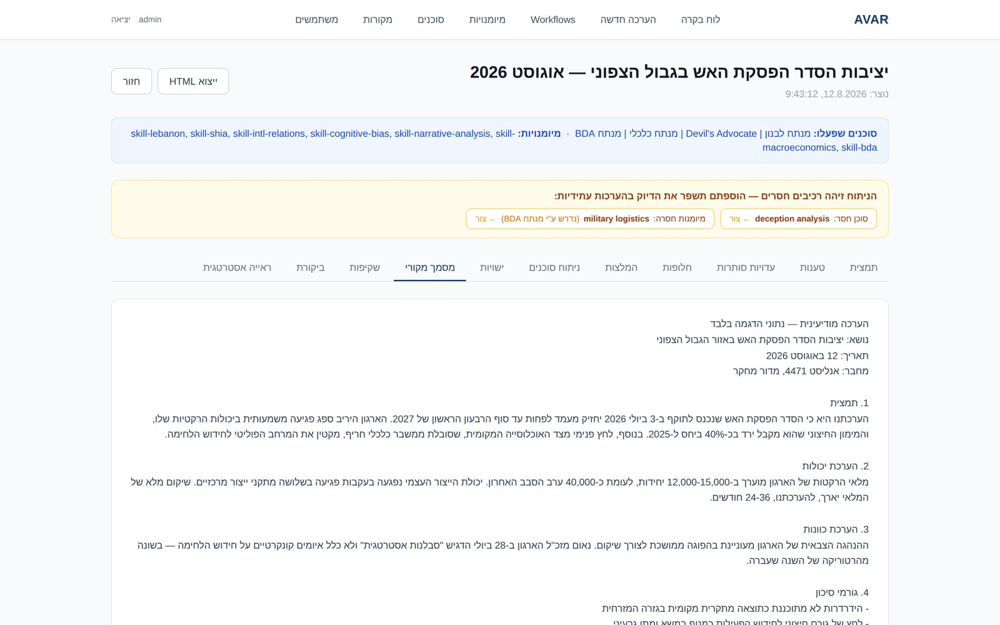 AVAR
לוח בקרה
הערכה חדשה
Workflows
מיומנויות
סוכנים
מקורות
משתמשים
admin
יציאה
יציבות הסדר הפסקת האש בגבול הצפוני — אוגוסט 2026
נוצר: 12.8.2026, 9:43:12
ייצוא HTML
חזור
סוכנים שפעלו: מנתח לבנון | Devil's Advocate | מנתח כלכלי | מנתח BDA · מיומנויות: skill-lebanon, skill-shia, skill-intl-relations, skill-cognitive-bias, skill-narrative-analysis, skill-
macroeconomics, skill-bda
הניתוח זיהה רכיבים חסרים — הוספתם תשפר את הדיוק בהערכות עתידיות:
סוכן חסר: deception analysis ← צור
מיומנות חסרה: military logistics (נדרש ע"י מנתח BDA) ← צור
תמצית
טענות
עדויות סותרות
חלופות
המלצות
ניתוח סוכנים
ישויות
מסמך מקורי
שקיפות
ביקורת
ראייה אסטרטגית
הערכה מודיעינית — נתוני הדגמה בלבד
נושא: יציבות הסדר הפסקת האש באזור הגבול הצפוני
תאריך: 12 באוגוסט 2026
מחבר: אנליסט 4471, מדור מחקר
1. תמצית
הערכתנו היא כי הסדר הפסקת האש שנכנס לתוקף ב-3 ביולי 2026 יחזיק מעמד לפחות עד סוף הרבעון הראשון של 2027. הארגון היריב ספג פגיעה משמעותית ביכולות הרקטיות שלו,
והמימון החיצוני שהוא מקבל ירד בכ-40% ביחס ל-2025. בנוסף, לחץ פנימי מצד האוכלוסייה המקומית, שסובלת ממשבר כלכלי חריף, מקטין את המרחב הפוליטי לחידוש הלחימה.
2. הערכת יכולות
מלאי הרקטות של הארגון מוערך ב-12,000-15,000 יחידות, לעומת כ-40,000 ערב הסבב האחרון. יכולת הייצור העצמי נפגעה בעקבות פגיעה בשלושה מתקני ייצור מרכזיים. שיקום מלא של
המלאי יארך, להערכתנו, 24-36 חודשים.
3. הערכת כוונות
ההנהגה הצבאית של הארגון מעוניינת בהפוגה ממושכת לצורך שיקום. נאום מזכ"ל הארגון ב-28 ביולי הדגיש "סבלנות אסטרטגית" ולא כלל איומים קונקרטיים על חידוש הלחימה — בשונה
מהרטוריקה של השנה שעברה.
4. גורמי סיכון
- הידרדרות לא מתוכננת כתוצאה מתקרית מקומית בגזרה המזרחית
- לחץ של גורם חיצוני לחידוש הפעילות כמנוף במשא ומתן גרעיני